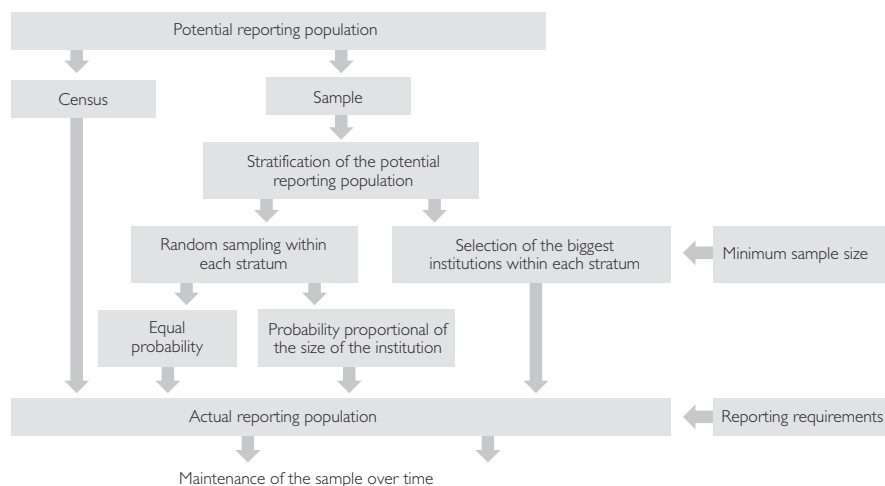 Potential reporting population
Census
Sample
Stratification of the potential
reporting population
Random sampling within
each stratum
Selection of the biggest
institutions within each stratum
Minimum sample size
Equal
probability
Probability proportional of
the size of the institution
Actual reporting population
Reporting requirements
Maintenance of the sample over time